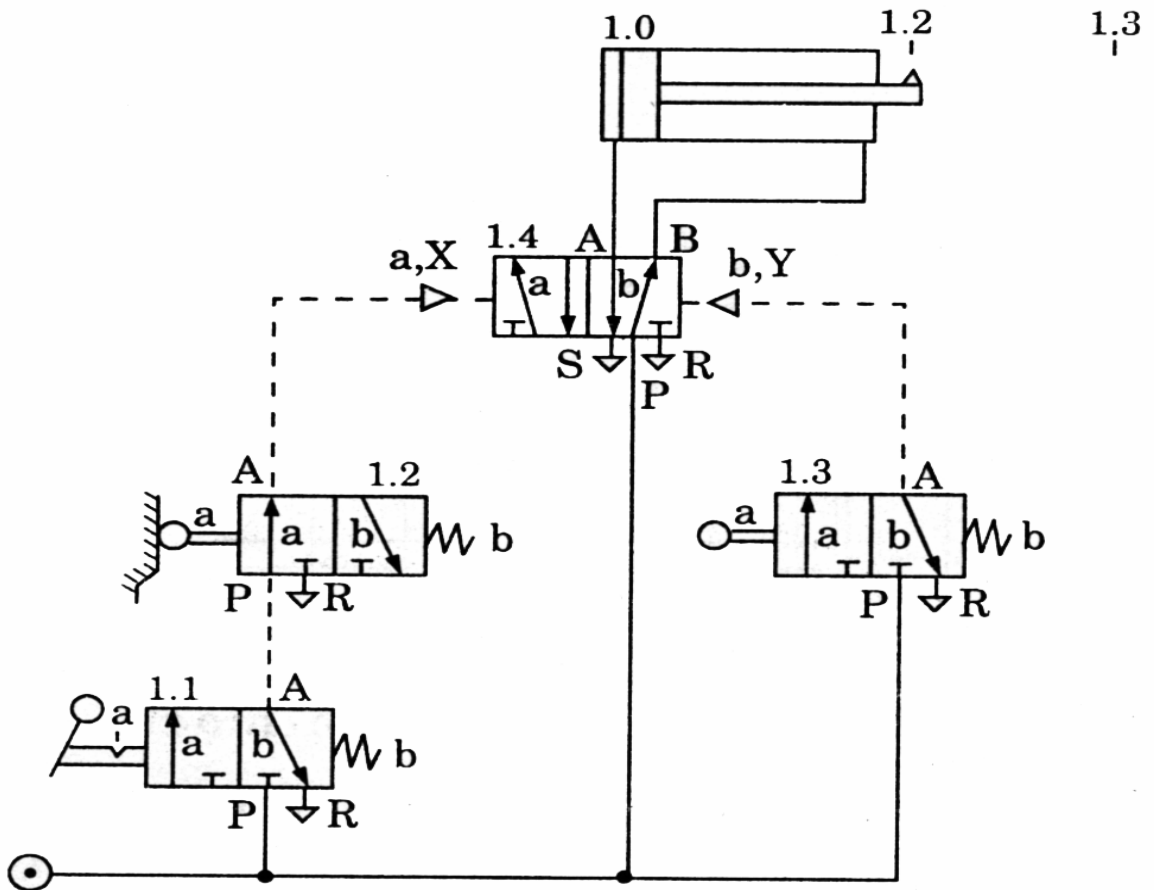 1.0 1.2 1.3
1.4 A B
a,X b,Y
a b
S P R
A 1.2
a a b b
P R
1.3 A
a a b b
P R
1.1 A
a a b b
P R